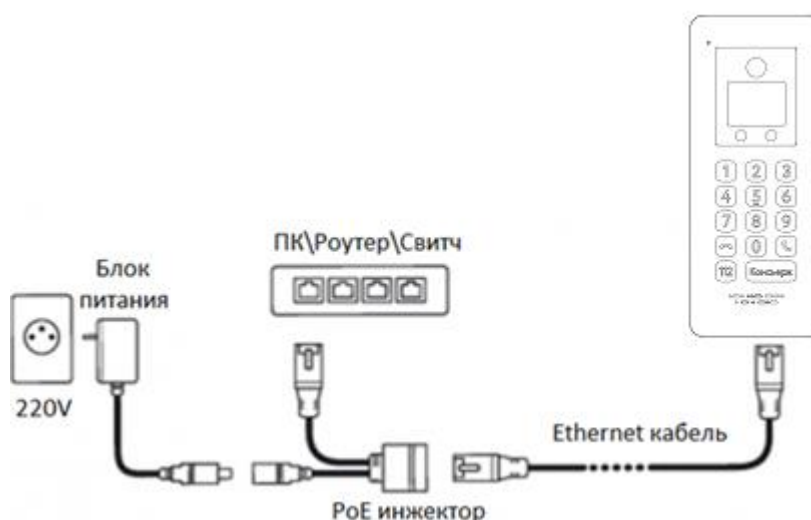 ПК\Роутер\Свитч
Блок
питания
220V
1 2 3
4 5 6
7 8 9
0
112 Консьерж
Ethernet кабель
PoE инжектор